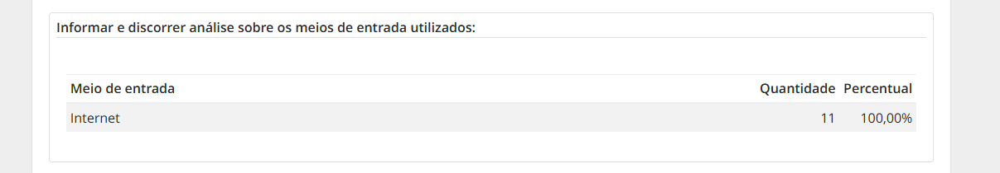 Informar e discorrer análise sobre os meios de entrada utilizados:
Meio de entrada Quantidade Percentual
Internet 11 100,00%